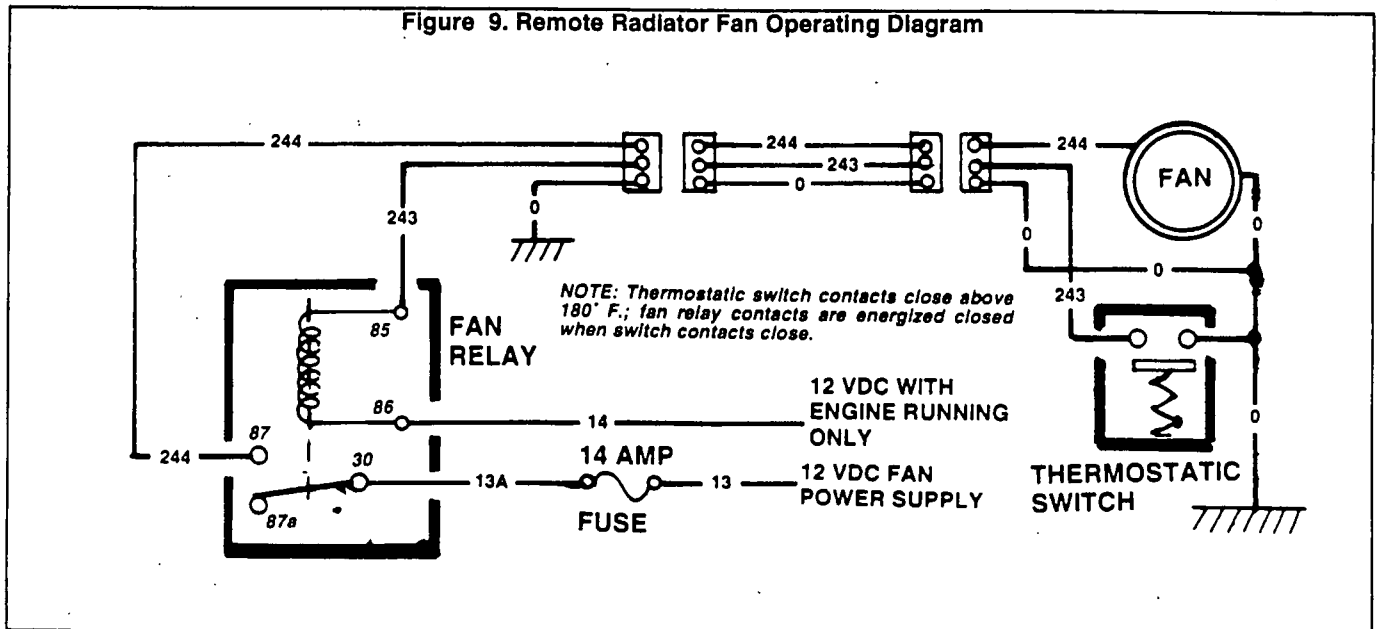 Figure 9. Remote Radiator Fan Operating Diagram
244
244
244
243
0
0
FAN
243
0
0
0
243
NOTE: Thermostatic switch contacts close above
180° F.; fan relay contacts are energized closed
when switch contacts close.
85
FAN
RELAY
12 VDC WITH
ENGINE RUNNING
ONLY
86
14
0
87
244
30
14 AMP
13A
13
12 VDC FAN
POWER SUPPLY
THERMOSTATIC
SWITCH
87a
FUSE